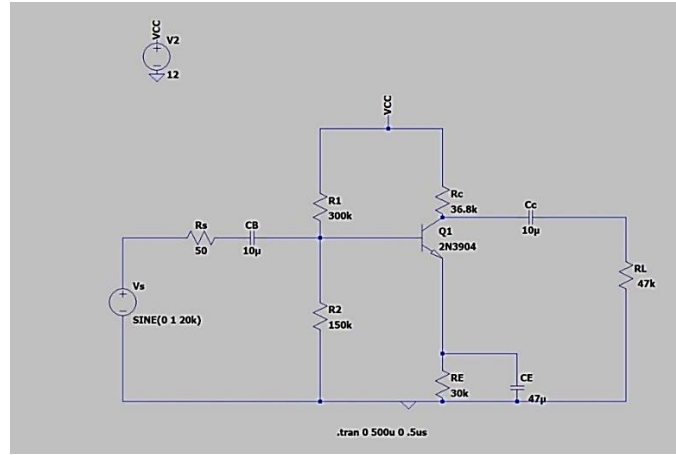 VCC
V2
12
VCC
R1
300k
Rc
36.8k
Cc
10µ
Rs
50
CB
10µ
Q1
2N3904
RL
47k
Vs
SINE(0 1 20k)
R2
150k
RE
30k
CE
47µ
.tran 0 500u 0 .5us